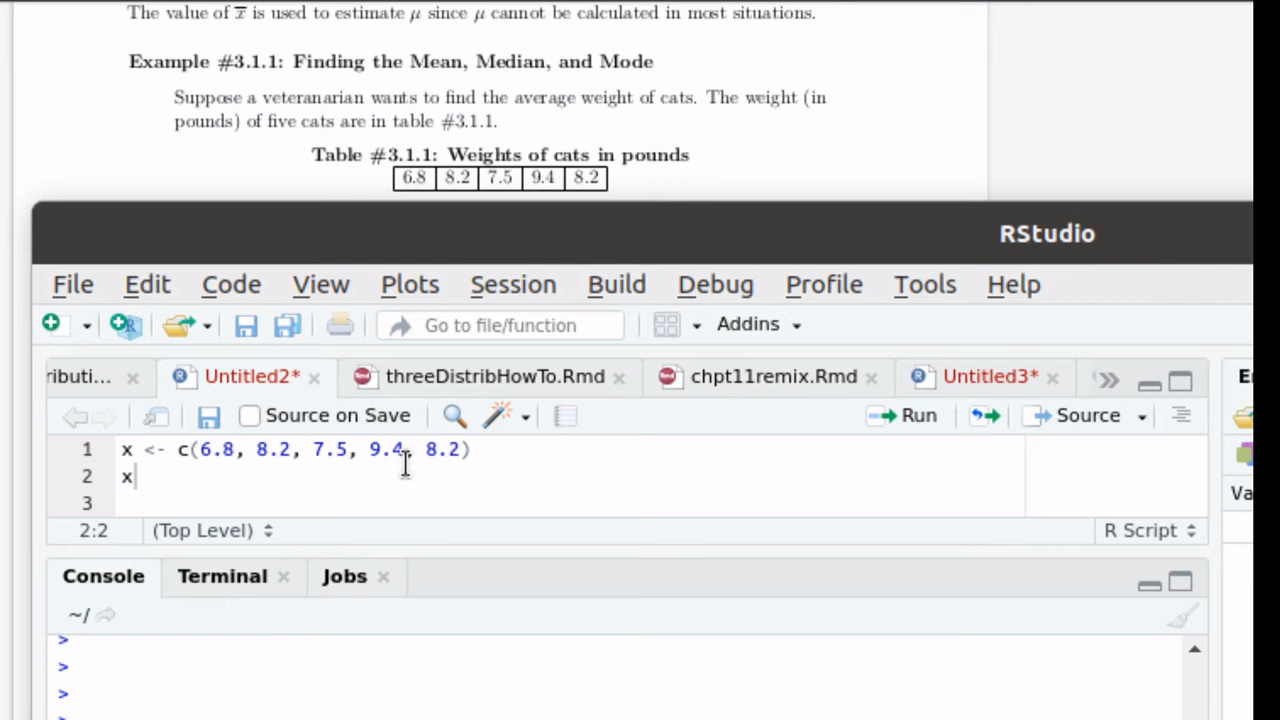 The value of x̅ is used to estimate μ since μ cannot be calculated in most situations.
Example #3.1.1: Finding the Mean, Median, and Mode
Suppose a veteranarian wants to find the average weight of cats. The weight (in
pounds) of five cats are in table #3.1.1.
Table #3.1.1: Weights of cats in pounds
6.8 8.2 7.5 9.4 8.2
RStudio
File Edit Code View Plots Session Build Debug Profile Tools Help
Go to file/function Addins
ributi... Untitled2* threeDistribHowTo.Rmd chpt11remix.Rmd Untitled3*
Source on Save Run Source
1 x <- c(6.8, 8.2, 7.5, 9.4, 8.2)
2 x
3
2:2 (Top Level) R Script
Console Terminal Jobs
~/
>
>
>
Va